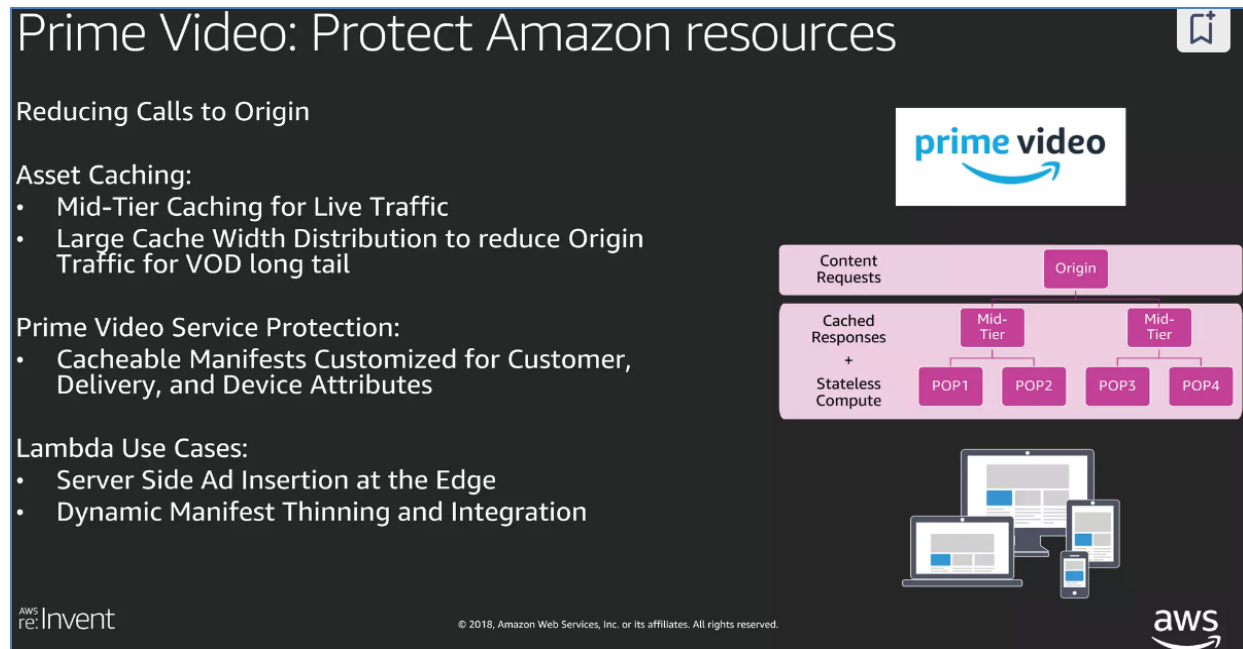 Prime Video: Protect Amazon resources
Reducing Calls to Origin
Asset Caching:
• Mid-Tier Caching for Live Traffic
• Large Cache Width Distribution to reduce Origin
Traffic for VOD long tail
Prime Video Service Protection:
• Cacheable Manifests Customized for Customer,
Delivery, and Device Attributes
Lambda Use Cases:
• Server Side Ad Insertion at the Edge
• Dynamic Manifest Thinning and Integration
prime video
Content
Requests
Origin
Cached
Responses
+
Stateless
Compute
Mid-
Tier
Mid-
Tier
POP1
POP2
POP3
POP4
AWS
re:Invent
© 2018, Amazon Web Services, Inc. or its affiliates. All rights reserved.
aws